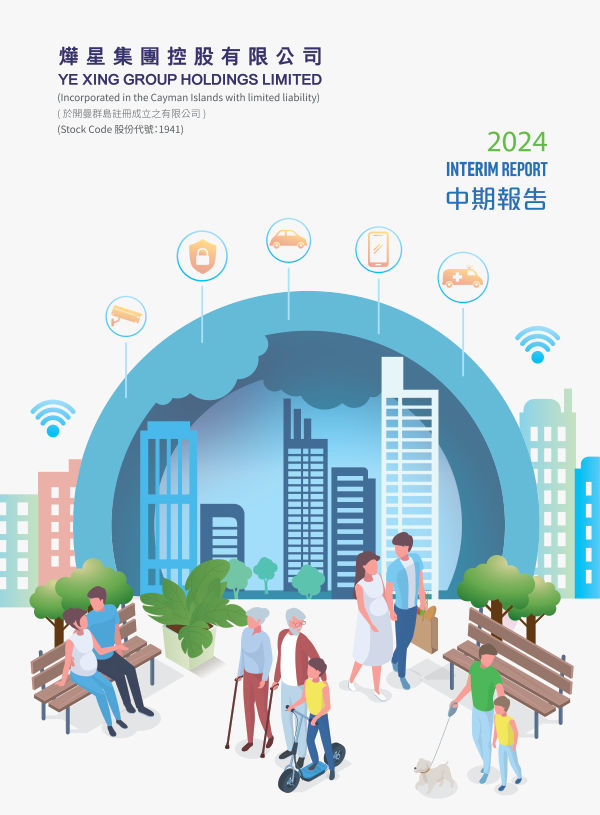 燁星集團控股有限公司
YE XING GROUP HOLDINGS LIMITED
(Incorporated in the Cayman Islands with limited liability)
( 於開曼群島註冊成立之有限公司 )
(Stock Code 股份代號：1941)
2024
INTERIM REPORT
中期報告